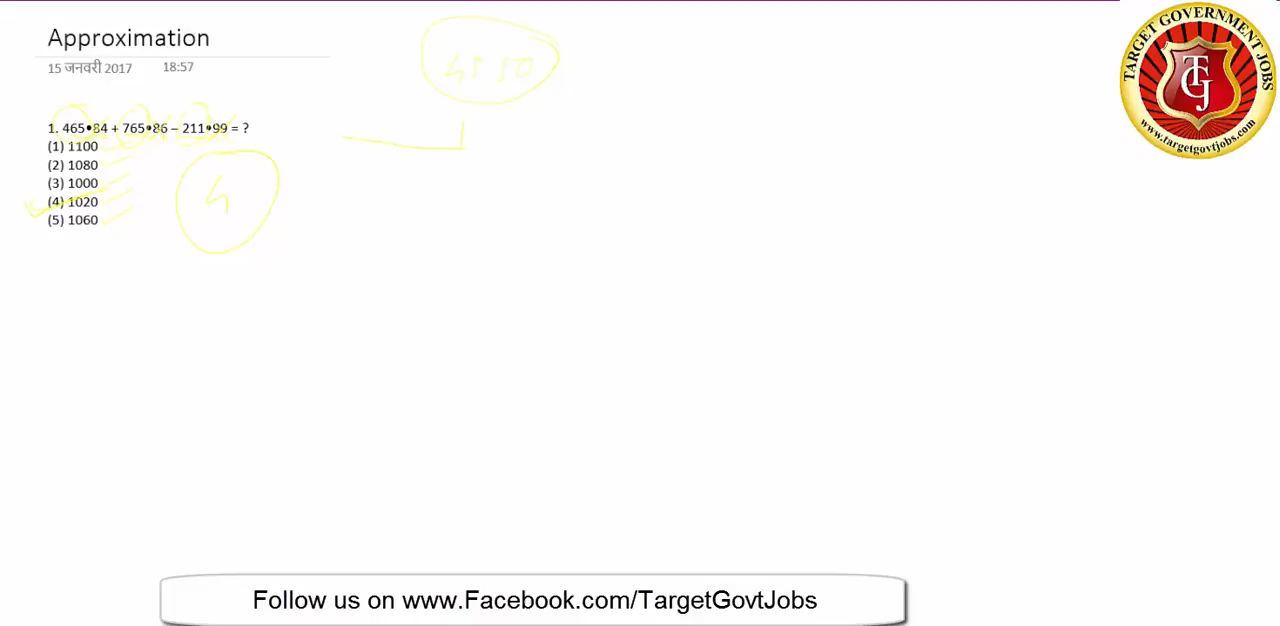 Approximation
15 जनवरी 2017 18:57
1. 465•84 + 765•86 – 211•99 = ?
(1) 1100
(2) 1080
(3) 1000
(4) 1020
(5) 1060
TARGET GOVERNMENT JOBS
TGJ
www.targetgovtjobs.com
Follow us on www.Facebook.com/TargetGovtJobs